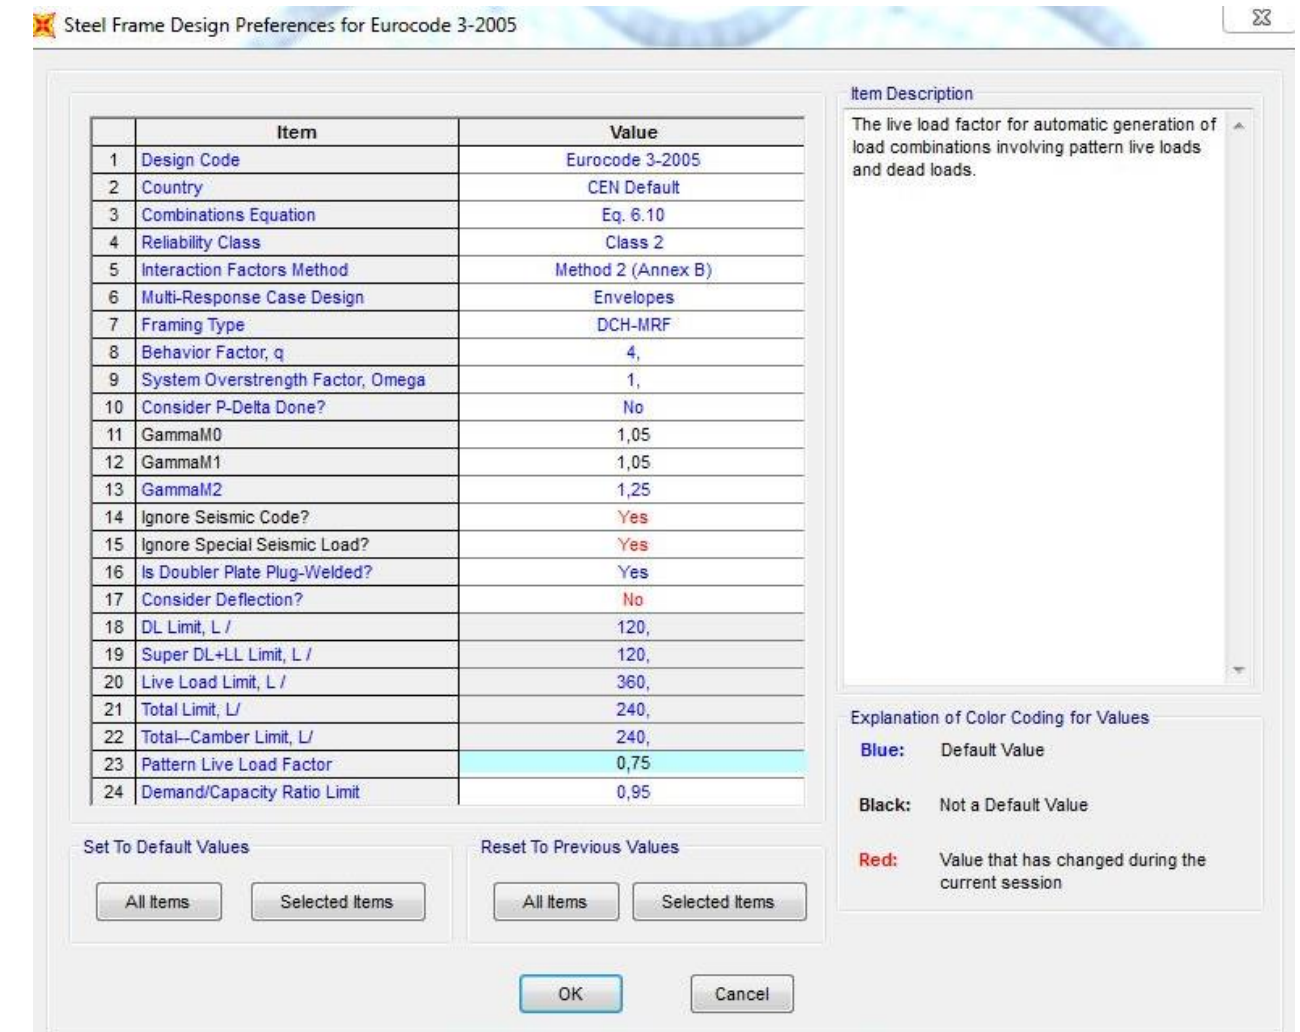 Steel Frame Design Preferences for Eurocode 3-2005
Item Value
1 Design Code Eurocode 3-2005
2 Country CEN Default
3 Combinations Equation Eq. 6.10
4 Reliability Class Class 2
5 Interaction Factors Method Method 2 (Annex B)
6 Multi-Response Case Design Envelopes
7 Framing Type DCH-MRF
8 Behavior Factor, q 4,
9 System Overstrength Factor, Omega 1,
10 Consider P-Delta Done? No
11 GammaM0 1,05
12 GammaM1 1,05
13 GammaM2 1,25
14 Ignore Seismic Code? Yes
15 Ignore Special Seismic Load? Yes
16 Is Doubler Plate Plug-Welded? Yes
17 Consider Deflection? No
18 DL Limit, L / 120,
19 Super DL+LL Limit, L / 120,
20 Live Load Limit, L / 360,
21 Total Limit, L/ 240,
22 Total--Camber Limit, L/ 240,
23 Pattern Live Load Factor 0,75
24 Demand/Capacity Ratio Limit 0,95
Item Description
The live load factor for automatic generation of
load combinations involving pattern live loads
and dead loads.
Explanation of Color Coding for Values
Blue: Default Value
Black: Not a Default Value
Red: Value that has changed during the
current session
Set To Default Values
All Items Selected Items
Reset To Previous Values
All Items Selected Items
OK Cancel